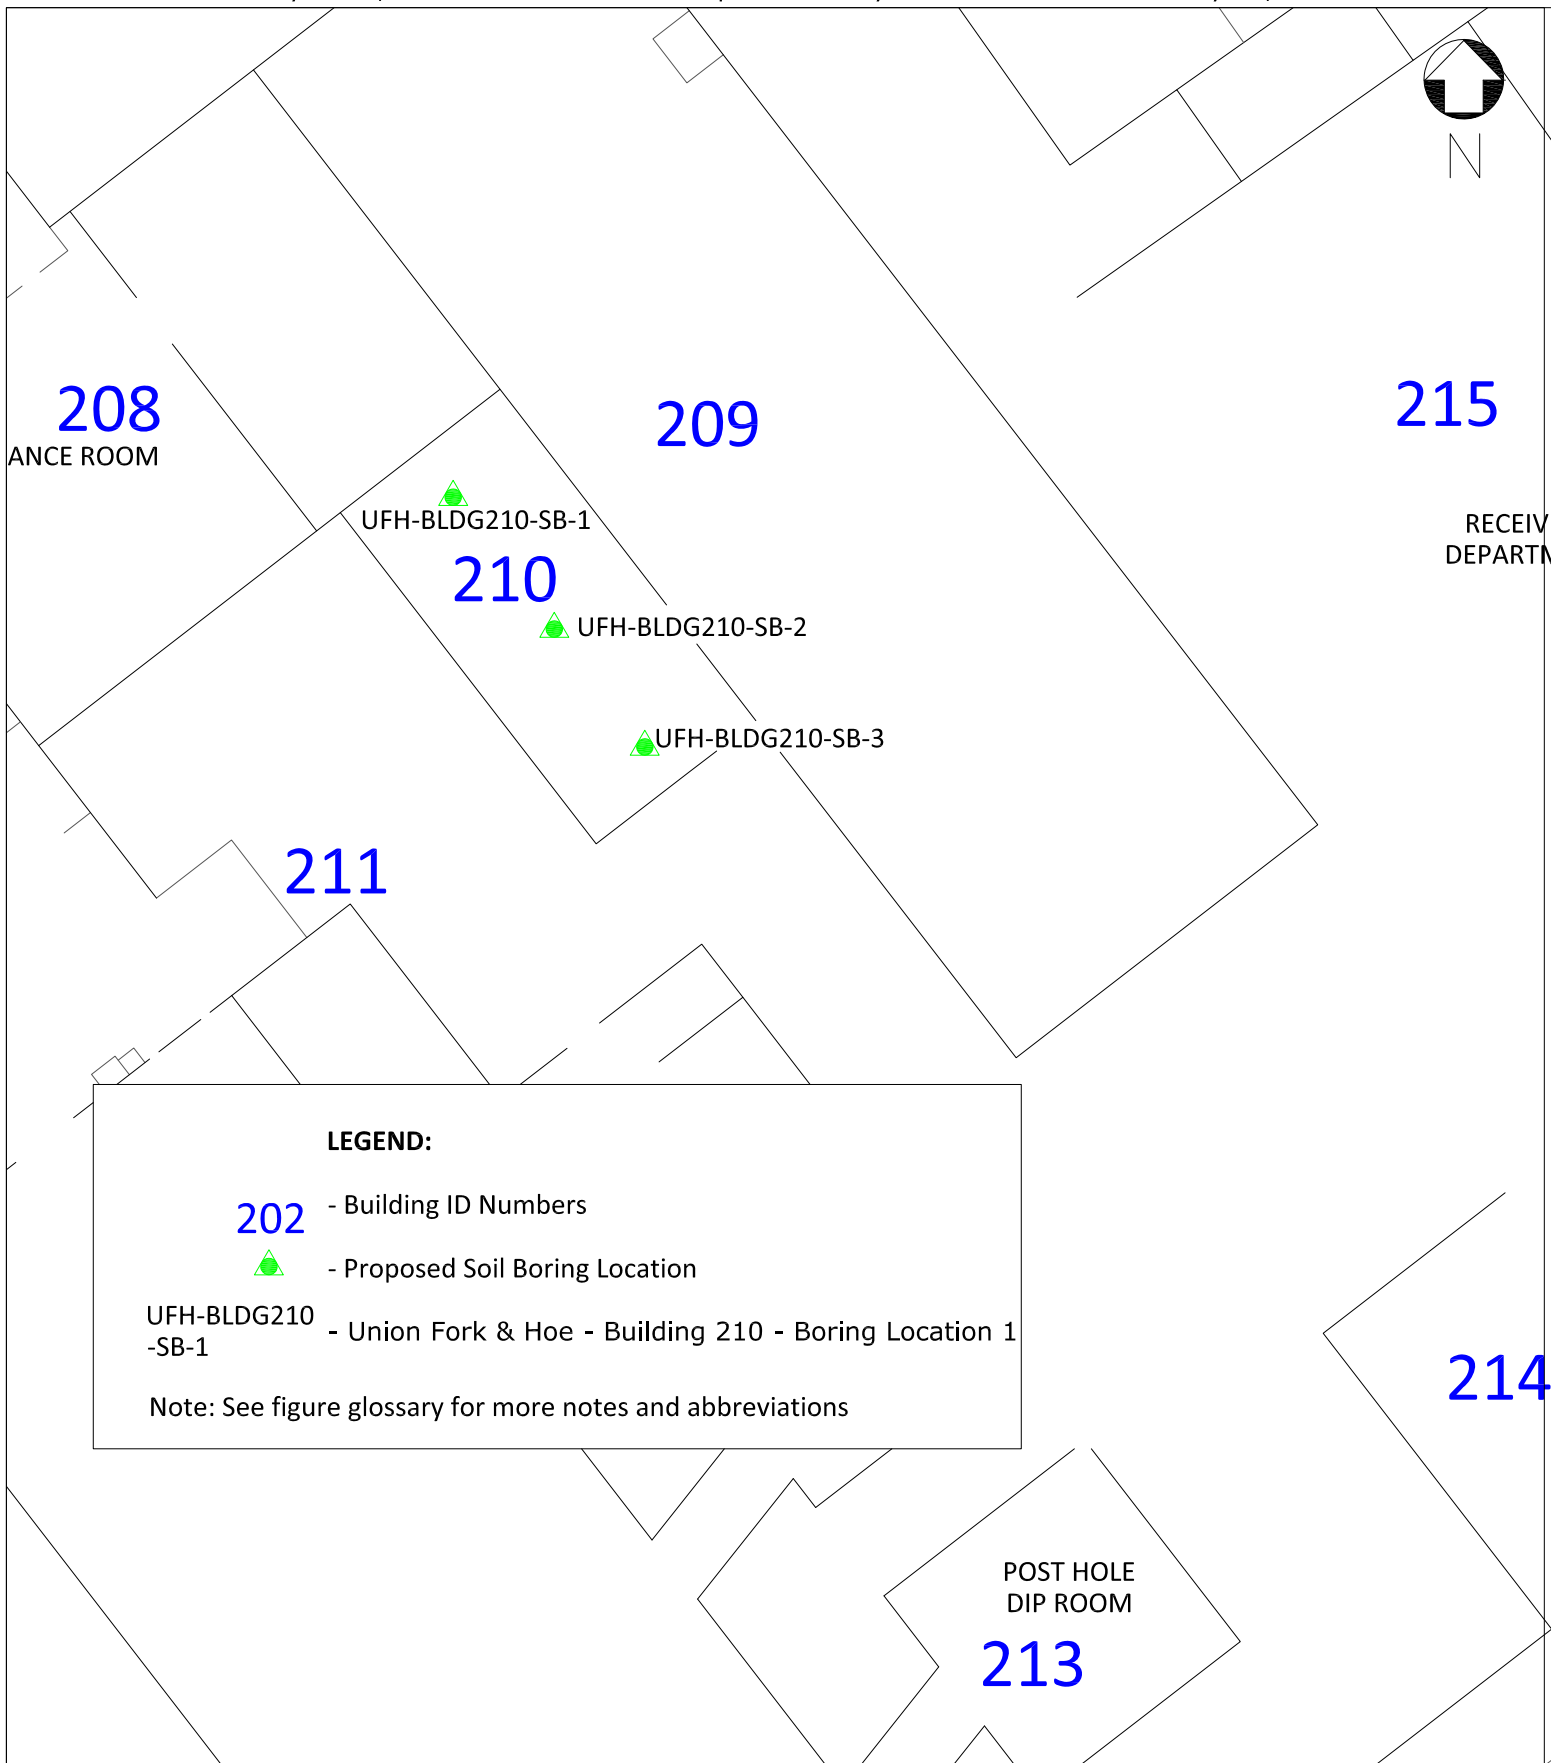 N
208
ANCE ROOM
209
215
RECEIV
DEPARTM
UFH-BLDG210-SB-1
210
UFH-BLDG210-SB-2
UFH-BLDG210-SB-3
211
LEGEND:
202 - Building ID Numbers
- Proposed Soil Boring Location
UFH-BLDG210
-SB-1
- Union Fork & Hoe - Building 210 - Boring Location 1
Note: See figure glossary for more notes and abbreviations
214
POST HOLE
DIP ROOM
213